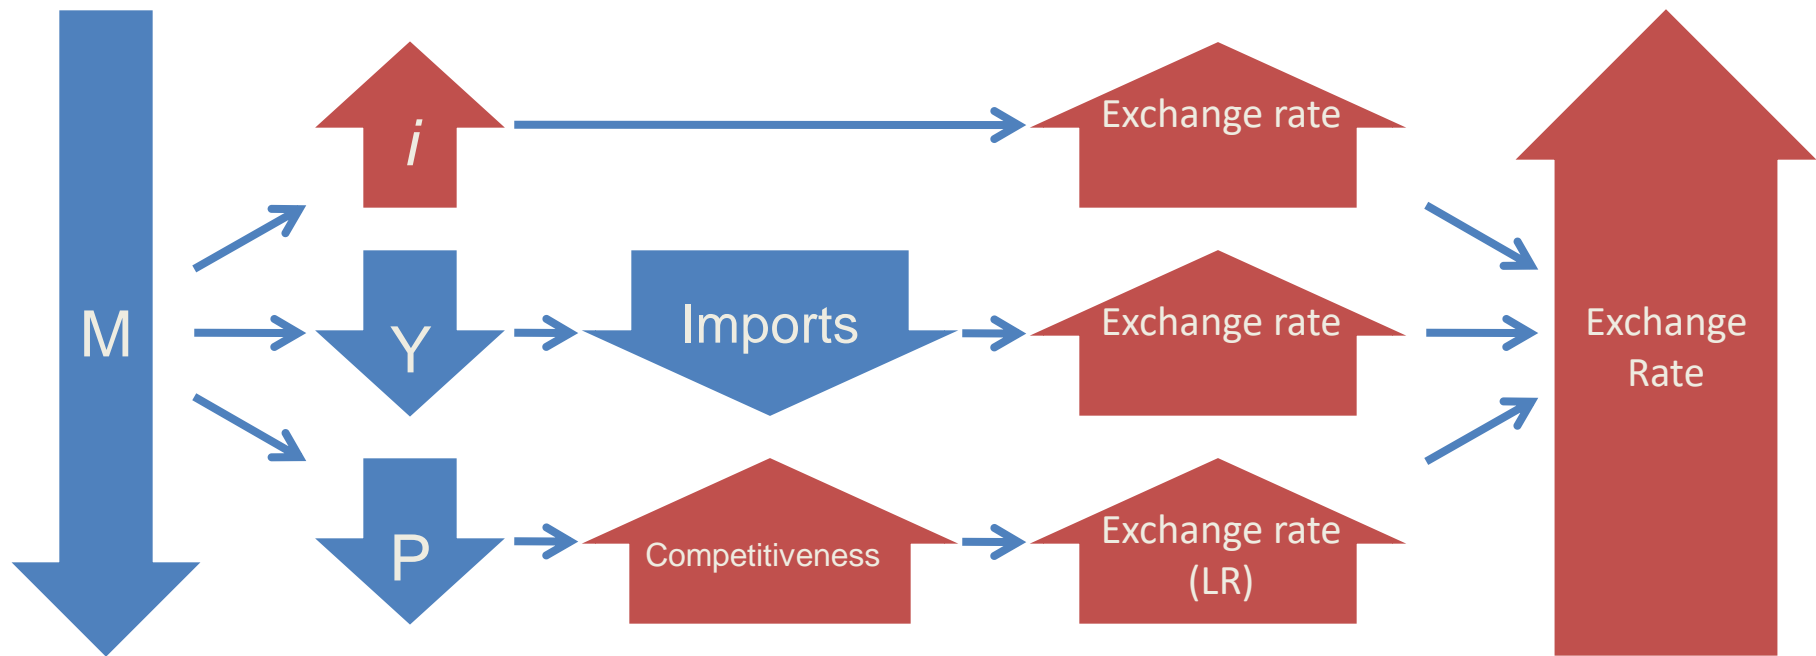 M
i
Exchange rate
Y
Imports
Exchange rate
P
Competitiveness
Exchange rate
(LR)
Exchange
Rate